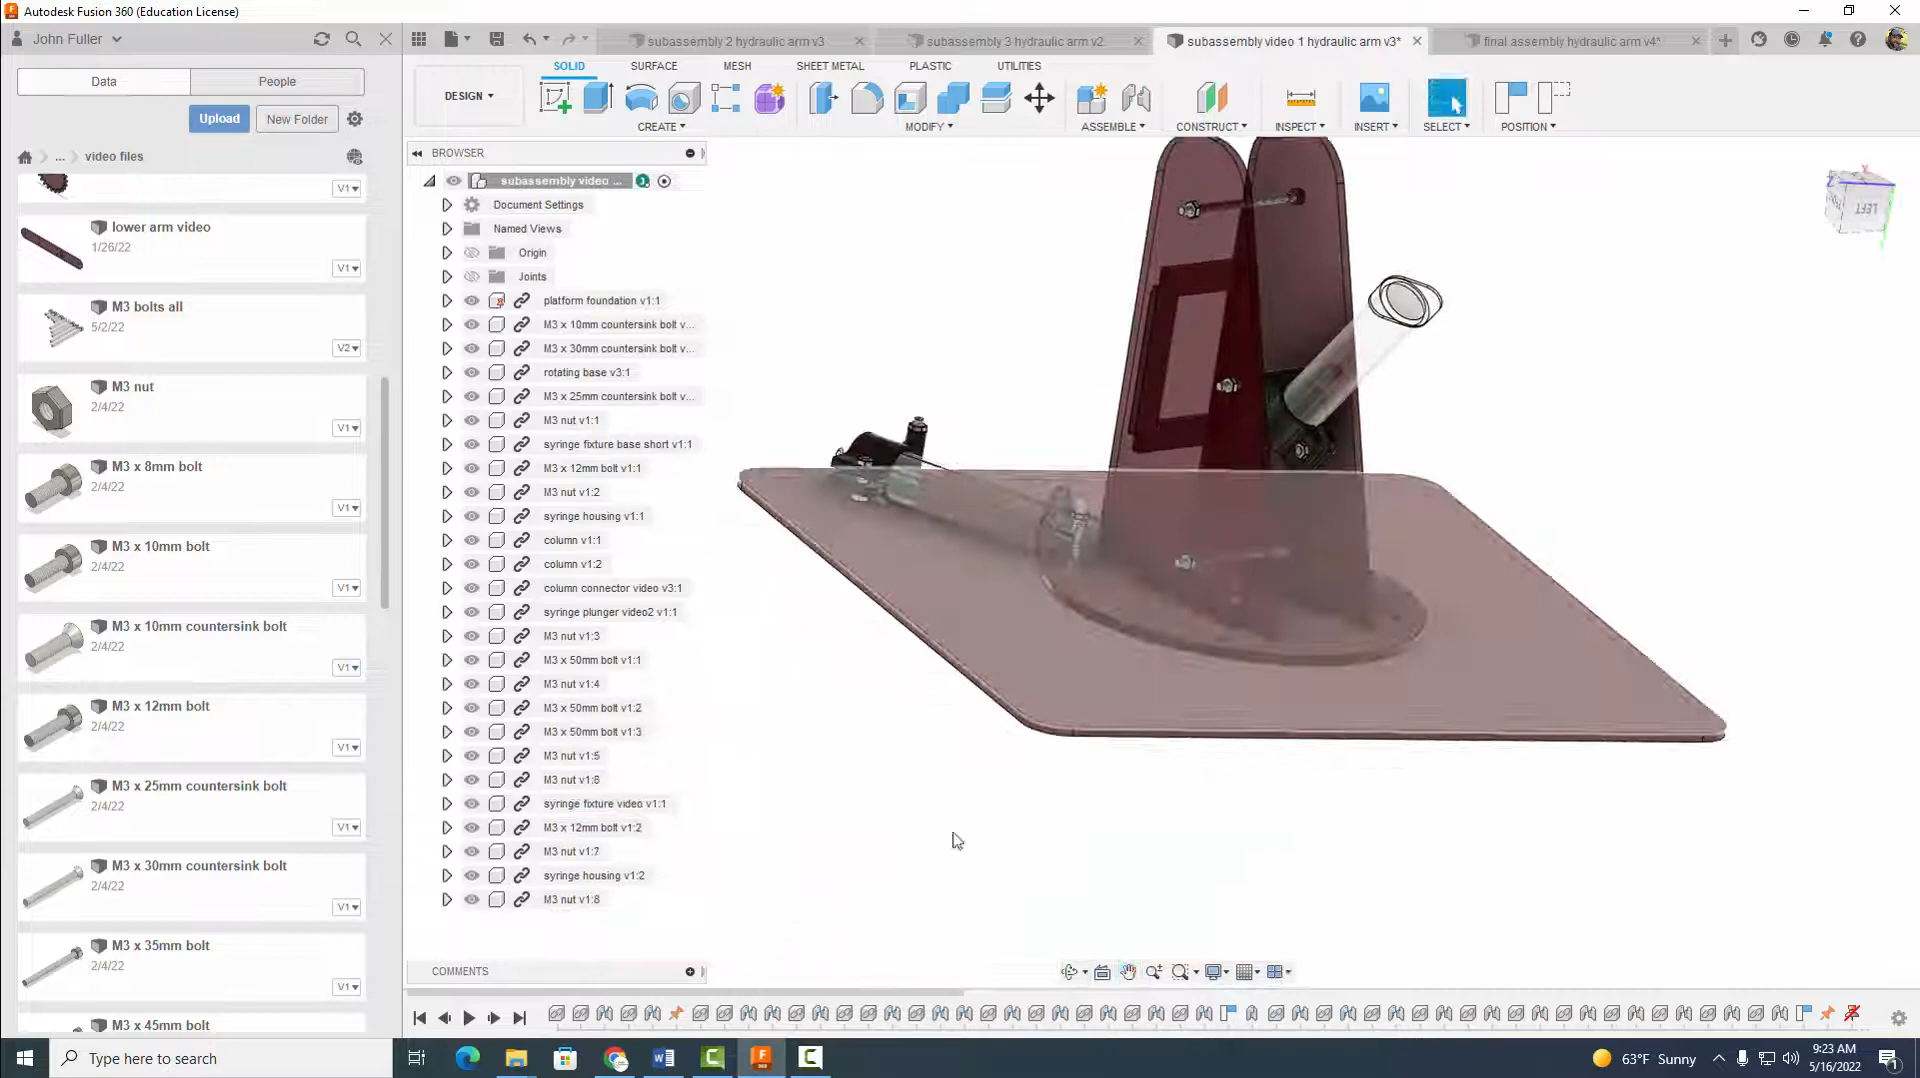 Autodesk Fusion 360 (Education License)
John Fuller
subassembly 2 hydraulic arm v3
subassembly 3 hydraulic arm v2
subassembly video 1 hydraulic arm v3*
final assembly hydraulic arm v4*
Data
People
Upload
New Folder
... video files
V1
lower arm video
1/26/22
V1
M3 bolts all
5/2/22
V2
M3 nut
2/4/22
V1
M3 x 8mm bolt
2/4/22
V1
M3 x 10mm bolt
2/4/22
V1
M3 x 10mm countersink bolt
2/4/22
V1
M3 x 12mm bolt
2/4/22
V1
M3 x 25mm countersink bolt
2/4/22
V1
M3 x 30mm countersink bolt
2/4/22
V1
M3 x 35mm bolt
2/4/22
V1
M3 x 45mm bolt
DESIGN
SOLID
SURFACE
MESH
SHEET METAL
PLASTIC
UTILITIES
CREATE
MODIFY
ASSEMBLE
CONSTRUCT
INSPECT
INSERT
SELECT
POSITION
BROWSER
subassembly video ...
Document Settings
Named Views
Origin
Joints
platform foundation v1:1
M3 x 10mm countersink bolt v...
M3 x 30mm countersink bolt v...
rotating base v3:1
M3 x 25mm countersink bolt v...
M3 nut v1:1
syringe fixture base short v1:1
M3 x 12mm bolt v1:1
M3 nut v1:2
syringe housing v1:1
column v1:1
column v1:2
column connector video v3:1
syringe plunger video2 v1:1
M3 nut v1:3
M3 x 50mm bolt v1:1
M3 nut v1:4
M3 x 50mm bolt v1:2
M3 x 50mm bolt v1:3
M3 nut v1:5
M3 nut v1:6
syringe fixture video v1:1
M3 x 12mm bolt v1:2
M3 nut v1:7
syringe housing v1:2
M3 nut v1:8
COMMENTS
X
Z
LEFT
Type here to search
63°F Sunny
9:23 AM
5/16/2022
1